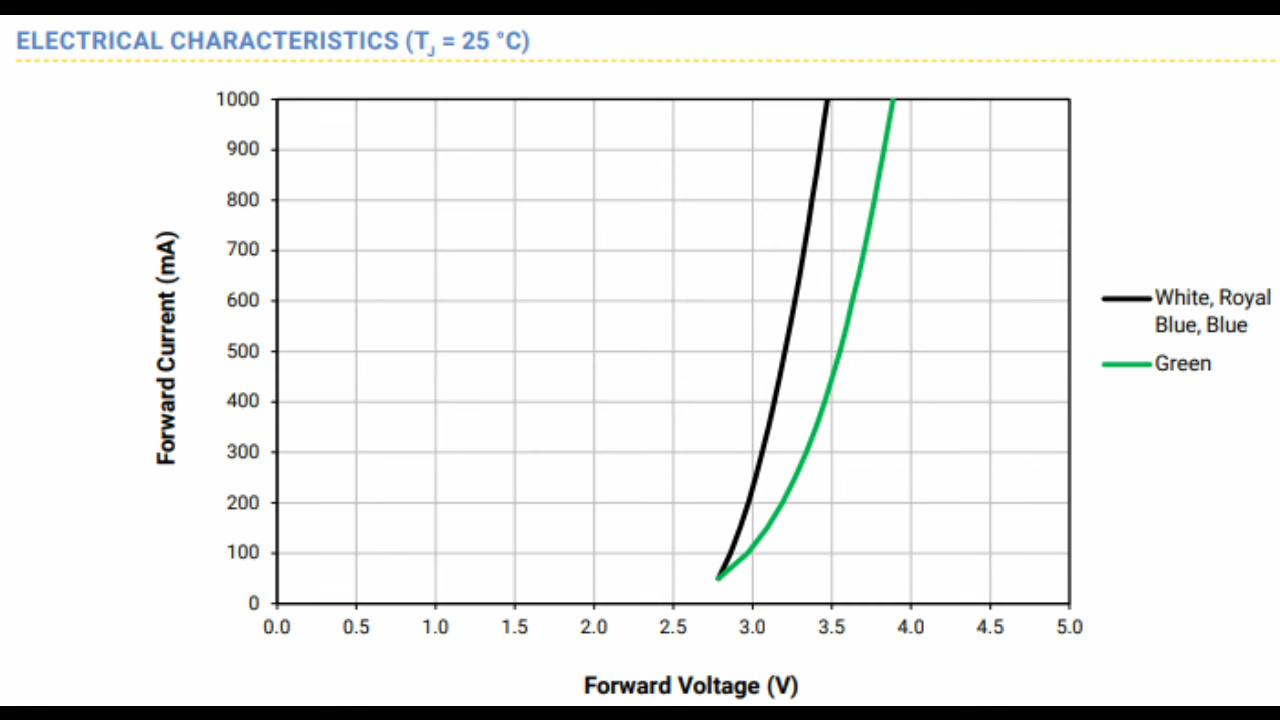 ELECTRICAL CHARACTERISTICS (TJ = 25 °C)
1000
900
800
700
600
500
400
300
200
100
0
Forward Current (mA)
0.0 0.5 1.0 1.5 2.0 2.5 3.0 3.5 4.0 4.5 5.0
Forward Voltage (V)
White, Royal
Blue, Blue
Green